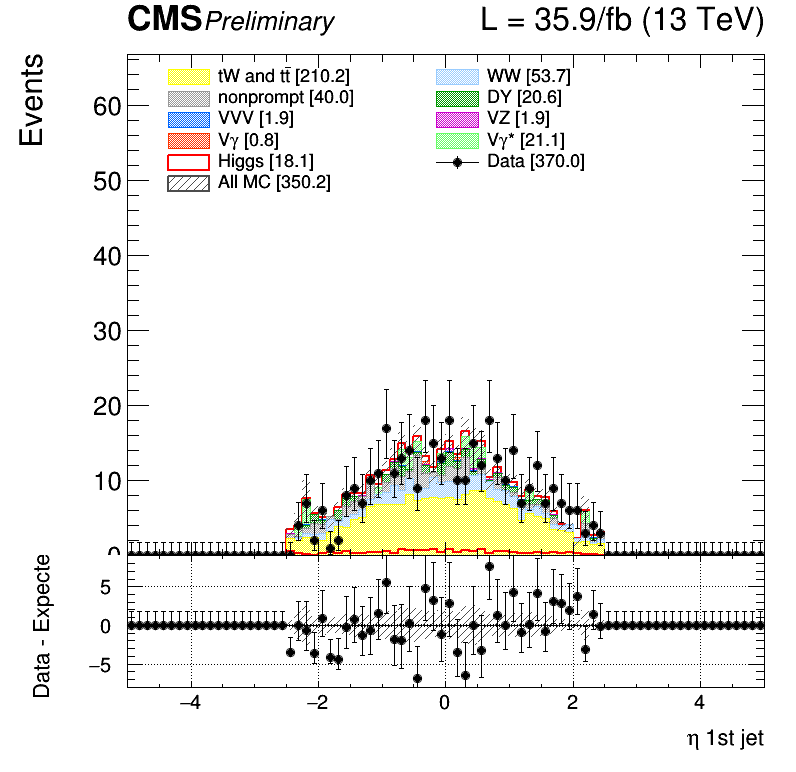 CMS Preliminary L = 35.9/fb (13 TeV)
Events
tW and tt̅ [210.2]
WW [53.7]
nonprompt [40.0]
DY [20.6]
VVV [1.9]
VZ [1.9]
Vγ [0.8]
Vγ* [21.1]
Higgs [18.1]
Data [370.0]
All MC [350.2]
60
50
40
30
20
10
0
Data - Expecte
5
0
−5
−4 −2 0 2 4
η 1st jet